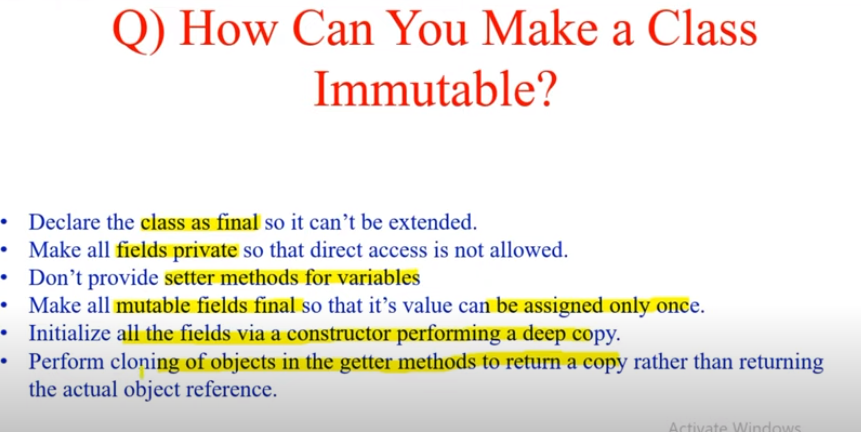 Q) How Can You Make a Class
Immutable?
• Declare the class as final so it can’t be extended.
• Make all fields private so that direct access is not allowed.
• Don’t provide setter methods for variables
• Make all mutable fields final so that it’s value can be assigned only once.
• Initialize all the fields via a constructor performing a deep copy.
• Perform cloning of objects in the getter methods to return a copy rather than returning
the actual object reference.
Activate Windows